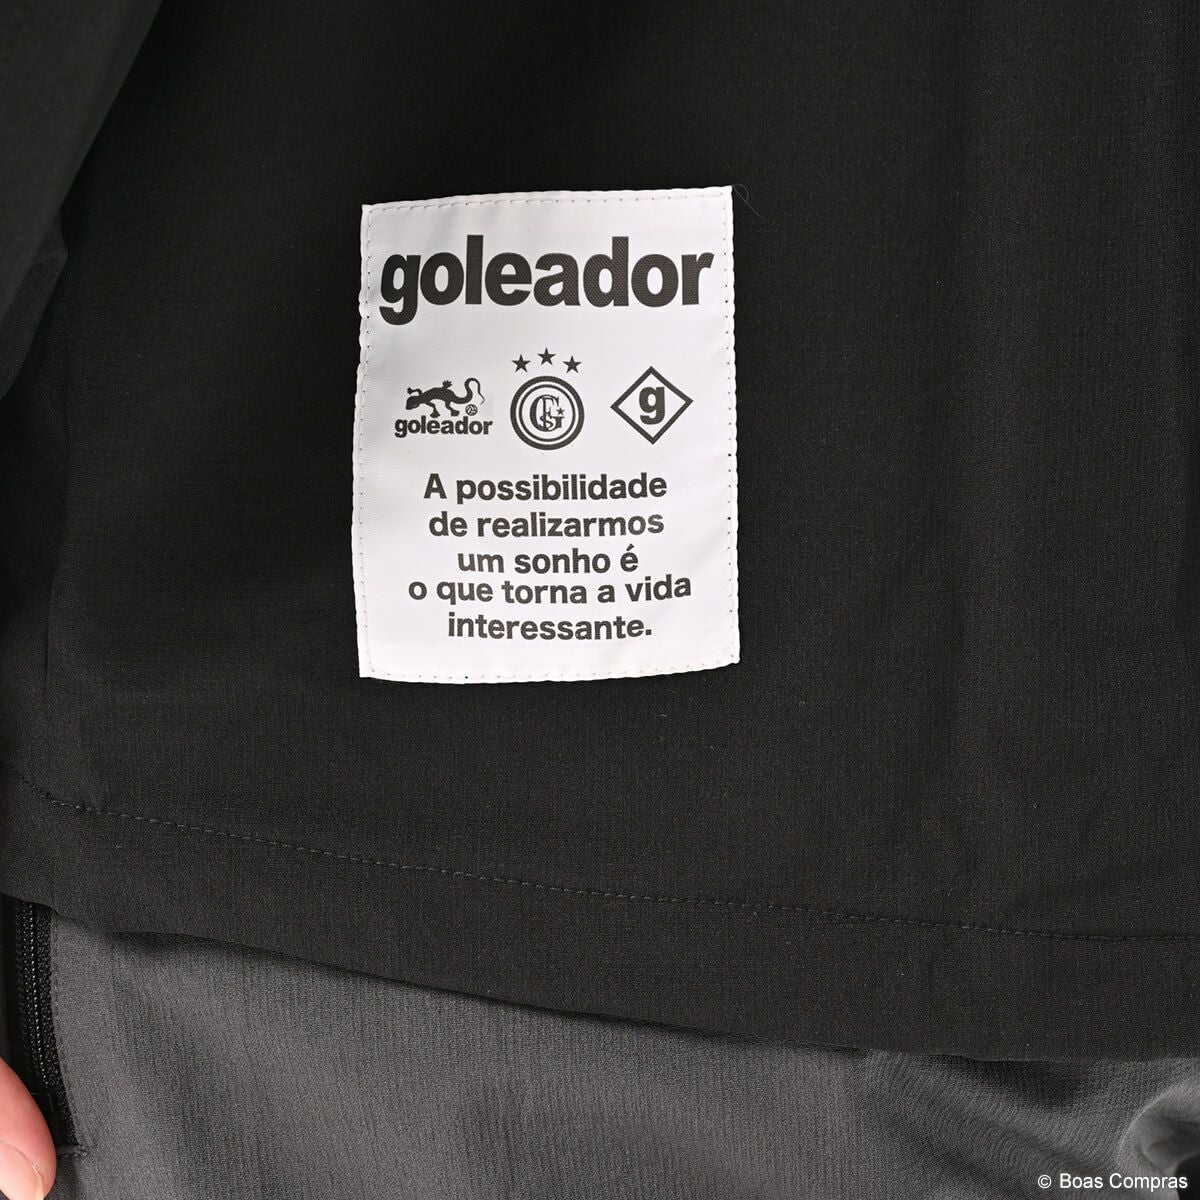 goleador
goleador
g
A possibilidade
de realizarmos
um sonho é
o que torna a vida
interessante.
© Boas Compras